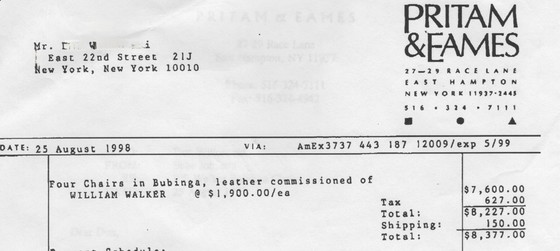 PRITAM
&EAMES
27-29 RACE LANE
EAST HAMPTON
NEW YORK 11937-2445
516 • 324 • 7111
Mr.
East 22nd Street 21J
New York, New York 10010
DATE: 25 August 1998 VIA: AmEx3737 443 187 12009/exp 5/99
Four Chairs in Bubinga, leather commissioned of
WILLIAM WALKER @ $1,900.00/ea $7,600.00
Tax 627.00
Total: $8,227.00
Shipping: 150.00
Total: $8,377.00